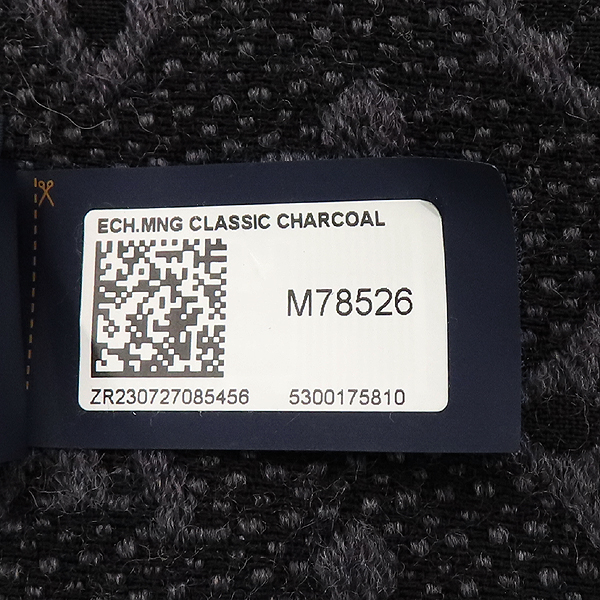 ECH.MNG CLASSIC CHARCOAL
M78526
ZR230727085456 5300175810